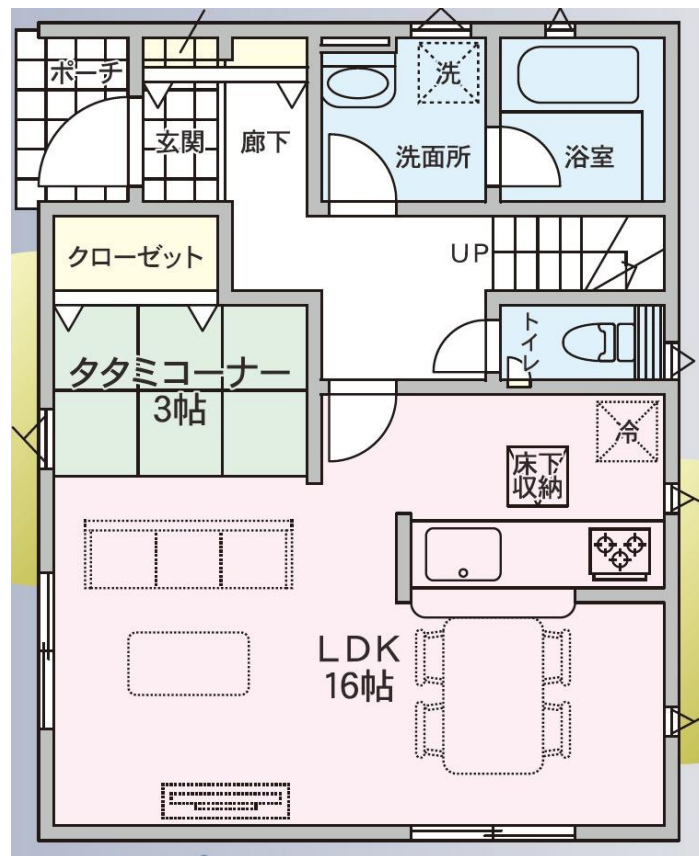 ポーチ
玄関
廊下
洗
洗面所
浴室
クローゼット
UP
トイレ
タタミコーナー
3帖
冷
床下
収納
LDK
16帖